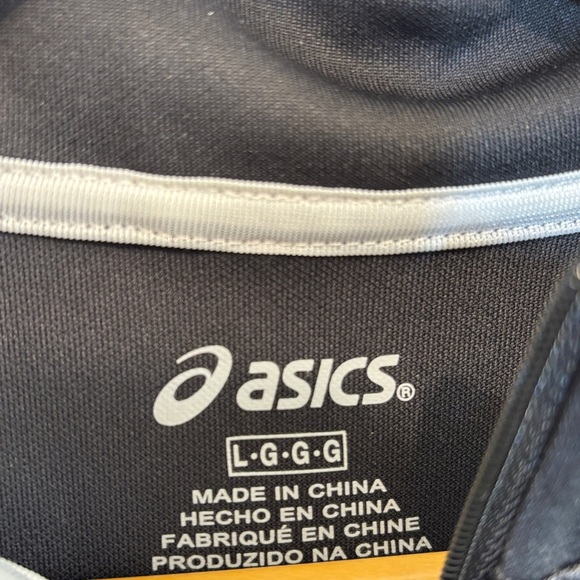 asics®
L·G·G·G
MADE IN CHINA
HECHO EN CHINA
FABRIQUÉ EN CHINE
PRODUZIDO NA CHINA